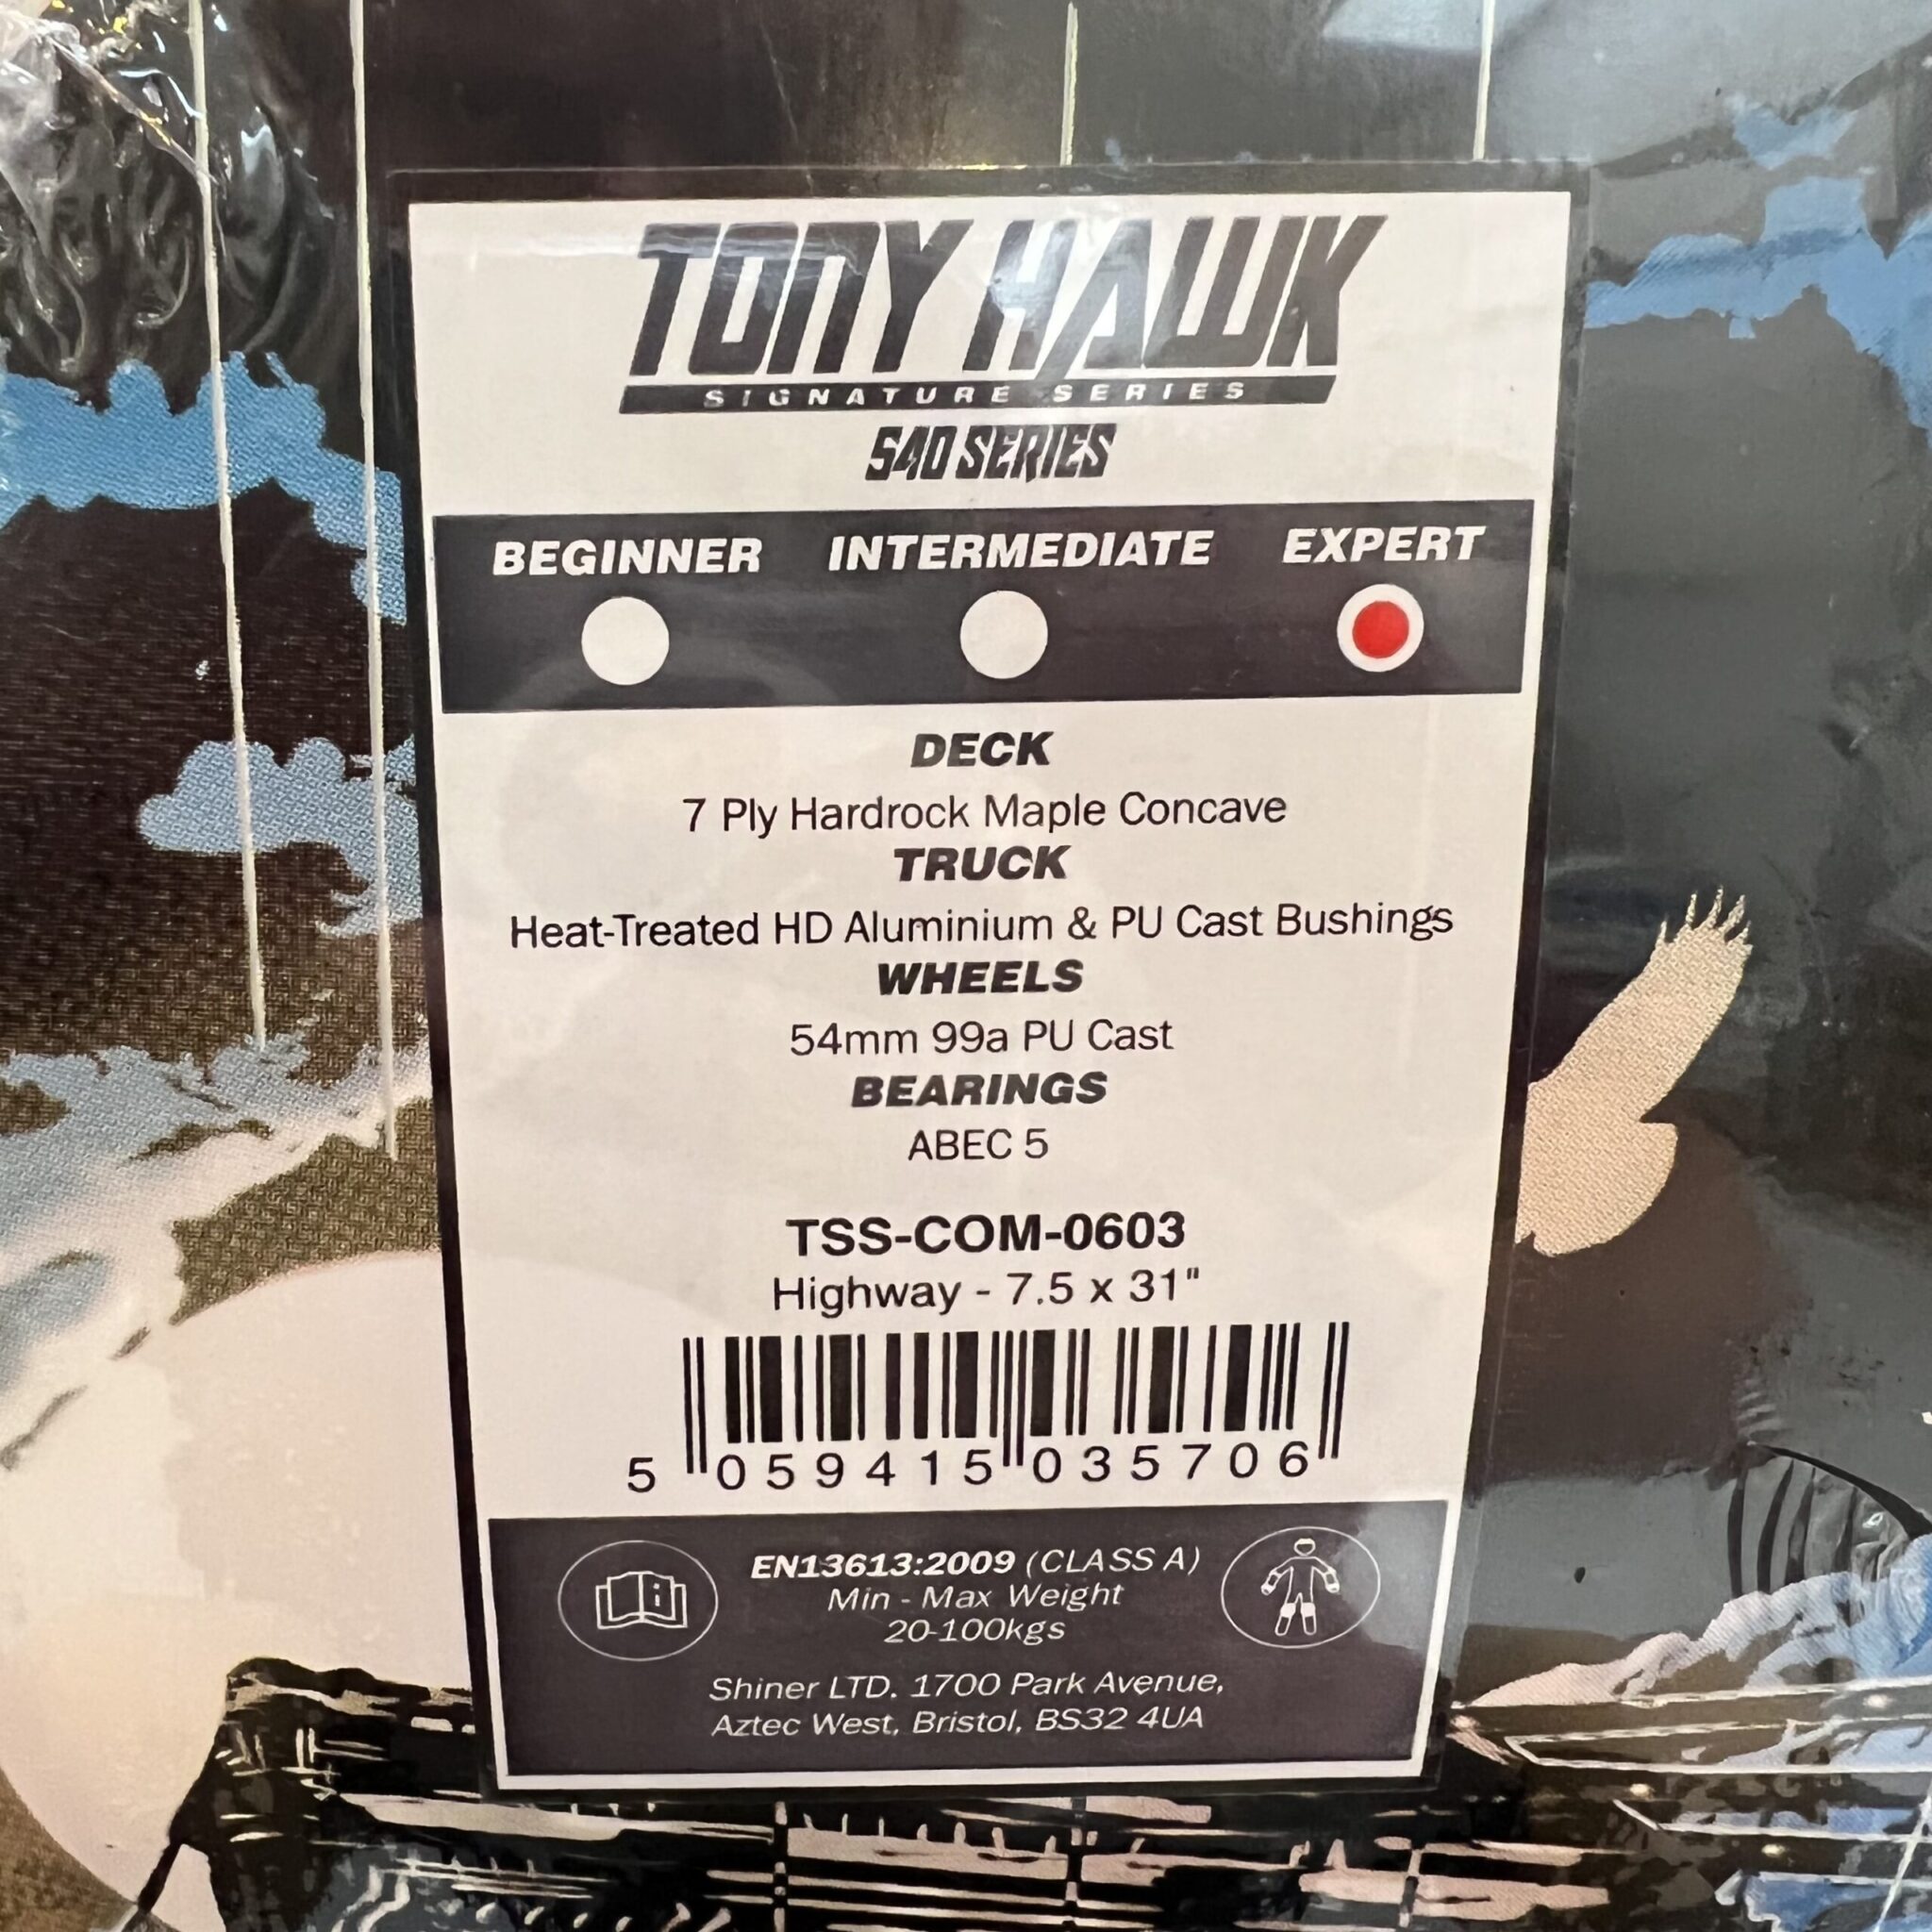 TONY HAWK
SIGNATURE SERIES
540 SERIES
BEGINNER INTERMEDIATE EXPERT
DECK
7 Ply Hardrock Maple Concave
TRUCK
Heat-Treated HD Aluminium & PU Cast Bushings
WHEELS
54mm 99a PU Cast
BEARINGS
ABEC 5
TSS-COM-0603
Highway - 7.5 x 31"
5 059415 035706
EN13613:2009 (CLASS A)
Min - Max Weight
20-100kgs
Shiner LTD. 1700 Park Avenue,
Aztec West, Bristol, BS32 4UA